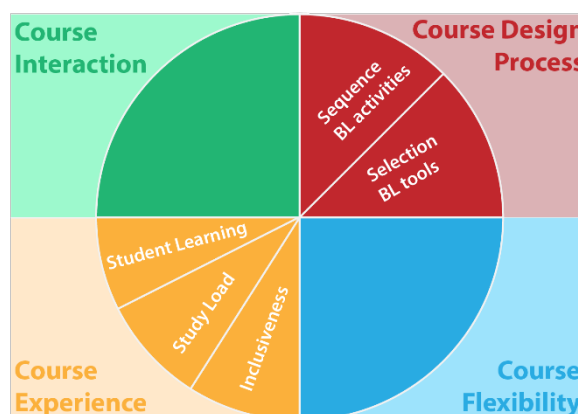 Course
Interaction
Course Design
Process
Sequence
BL activities
Selection
BL tools
Student Learning
Study Load
Inclusiveness
Course
Experience
Course
Flexibility